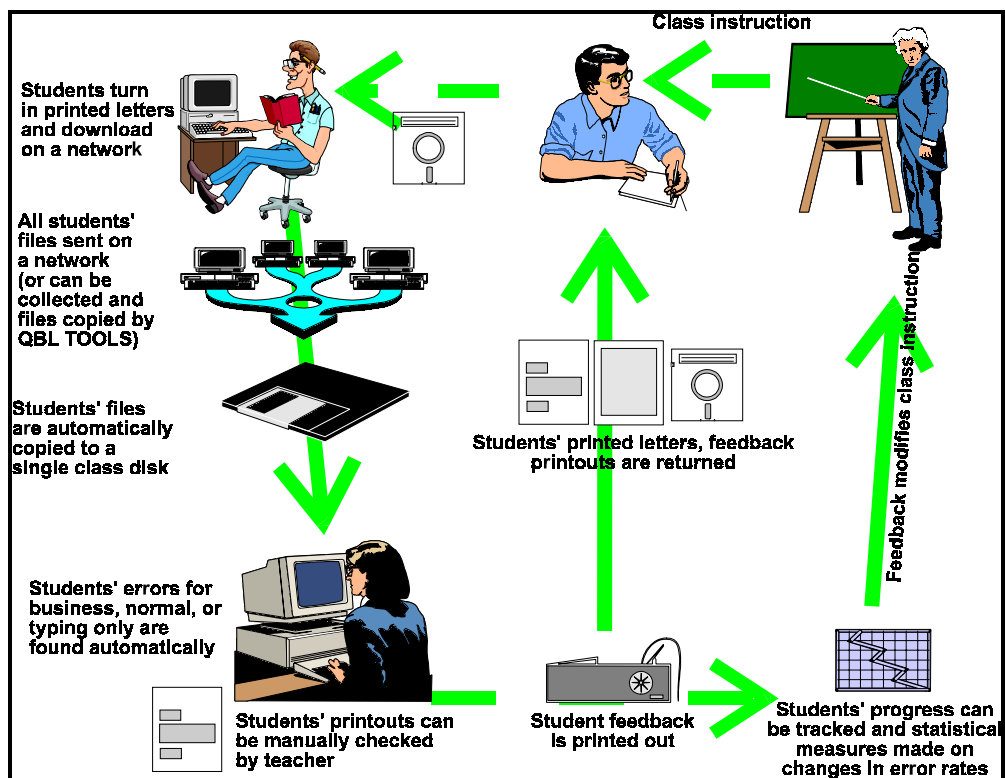 Class instruction
Students turn
in printed letters
and download
on a network
All students'
files sent on
a network
(or can be
collected and
files copied by
QBL TOOLS)
Students' files
are automatically
copied to a
single class disk
Students' printed letters, feedback
printouts are returned
Feedback modifies class instruction
Students' errors for
business, normal, or
typing only are
found automatically
Students' printouts can
be manually checked
by teacher
Student feedback
is printed out
Students' progress can
be tracked and statistical
measures made on
changes in error rates